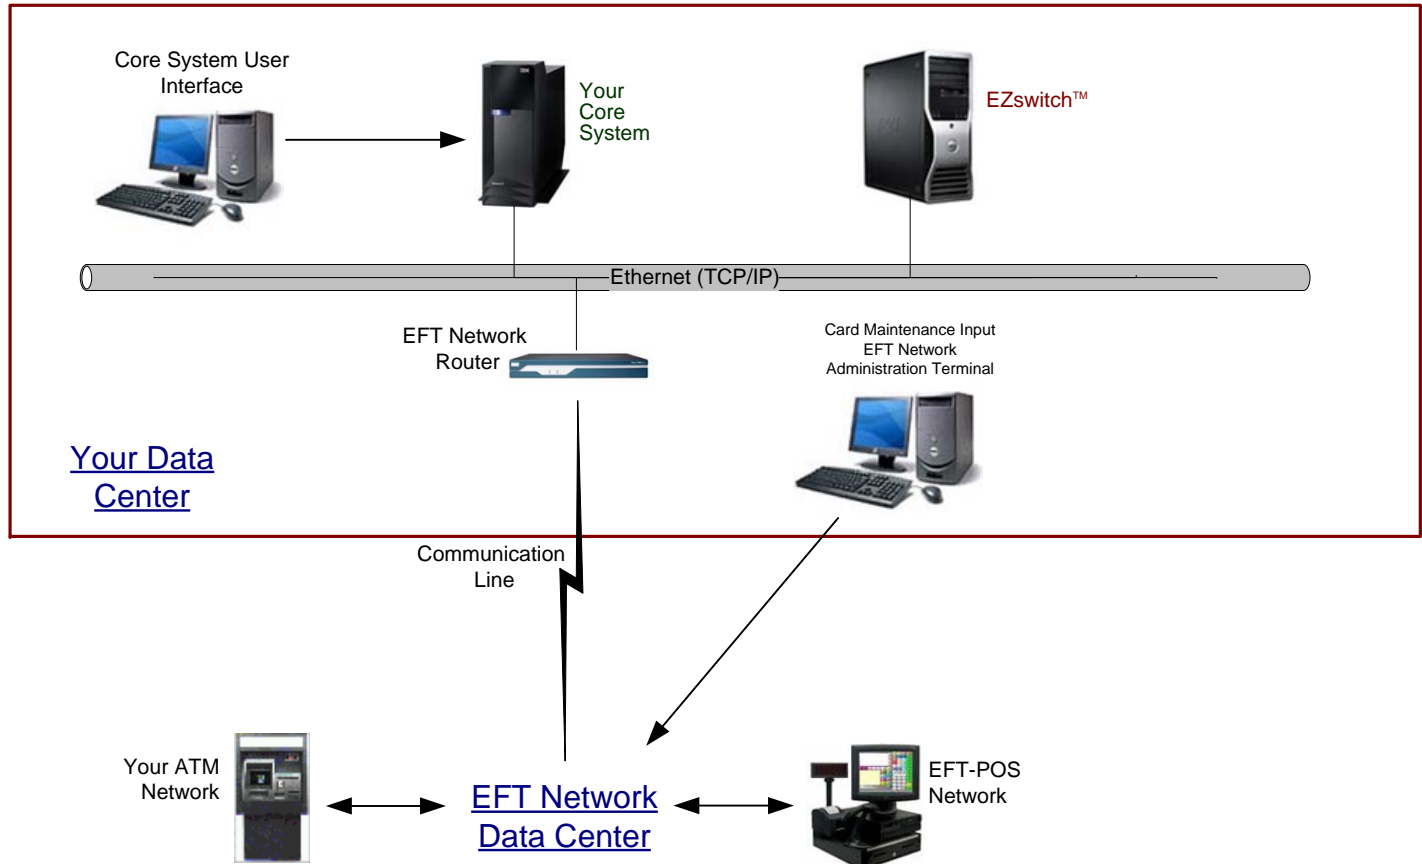 Core System User
Interface
Your
Core
System
EZswitch™
Ethernet (TCP/IP)
EFT Network
Router
Card Maintenance Input
EFT Network
Administration Terminal
Your Data
Center
Communication
Line
Your ATM
Network
EFT Network
Data Center
EFT-POS
Network